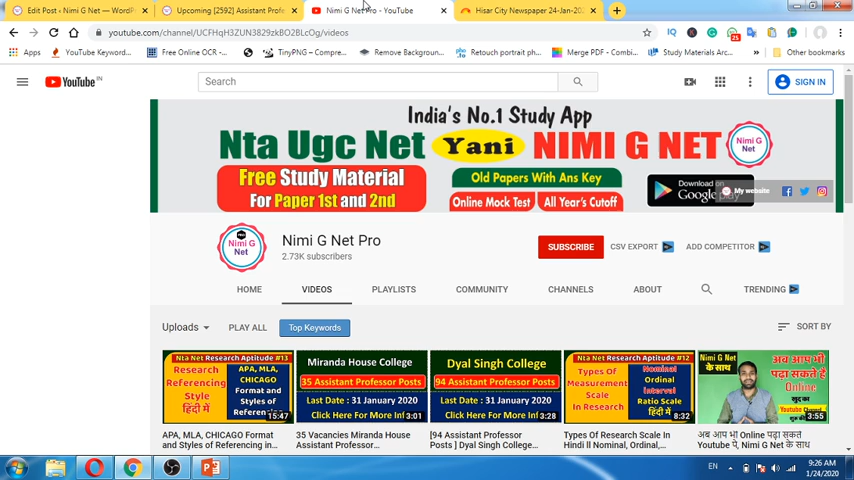 Edit Post ‹ Nimi G Net — WordPr
Upcoming [2592] Assistant Profe
Nimi G Net Pro - YouTube
Hisar City Newspaper 24-Jan-202
youtube.com/channel/UCFHqH3ZUN3829zkBO2BLcOg/videos
Apps
YouTube Keyword...
Free Online OCR -...
TinyPNG – Compre...
Remove Background...
Retouch portrait ph...
Merge PDF - Combi...
Study Materials Arc...
Other bookmarks
YouTube IN
Search
SIGN IN
India's No.1 Study App
Nta Ugc Net Yani NIMI G NET
Nimi G Net
Free Study Material
For Paper 1st and 2nd
Old Papers With Ans Key
Online Mock Test
All Year's Cutoff
Download on
Google
My website
Nimi G Net
Nimi G Net Pro
2.73K subscribers
SUBSCRIBE
CSV EXPORT
ADD COMPETITOR
HOME
VIDEOS
PLAYLISTS
COMMUNITY
CHANNELS
ABOUT
TRENDING
Uploads
PLAY ALL
Top Keywords
SORT BY
Nta Net Research Aptitude #13
Research
Referencing
Style
हिंदी में
APA, MLA,
CHICAGO
Format and
Styles of
Referen
15:47
Miranda House College
35 Assistant Professor Posts
Last Date : 31 January 2020
Click Here For More Inf
3:01
Dyal Singh College
94 Assistant Professor Posts
Last Date : 31 January 2020
Click Here For More Inf
3:28
Nta Net Research Aptitude #12
Types Of
Measurement
Scale
In Research
Nominal
Ordinal
Interval
Ratio Scale
हिंदी में
8:32
Nimi G Net
के साथ
अब आप भी
पढ़ा सकते है
Online
खुदका
Youtube Channel
3:55
APA, MLA, CHICAGO Format
and Styles of Referencing in...
35 Vacancies Miranda House
Assistant Professor...
[94 Assistant Professor
Posts ] Dyal Singh College...
Types Of Research Scale In
Hindi II Nominal, Ordinal,...
अब आप भी Online पढ़ा सकते
Youtube पे, Nimi G Net के साथ
EN
9:26 AM
1/24/2020